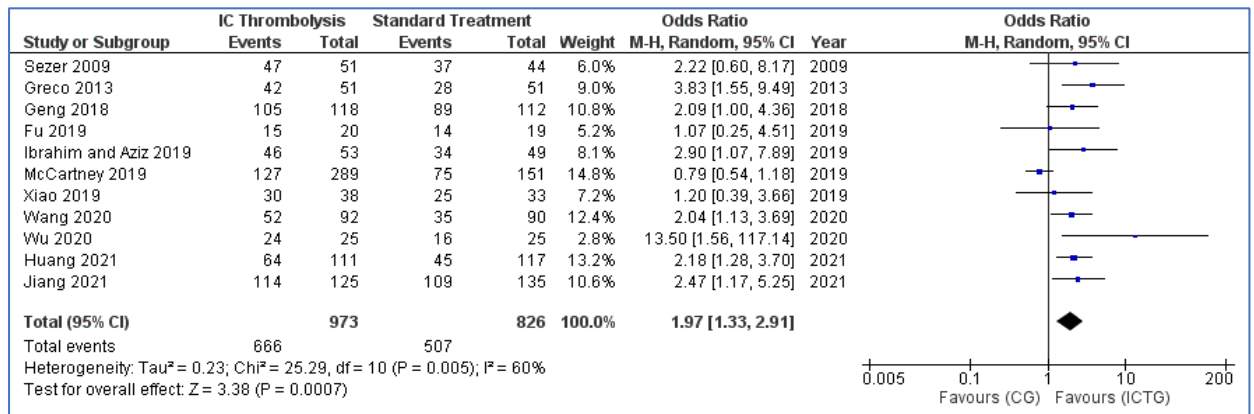 IC Thrombolysis Standard Treatment Odds Ratio Odds Ratio
Study or Subgroup Events Total Events Total Weight M-H, Random, 95% CI Year M-H, Random, 95% CI
Sezer 2009 47 51 37 44 6.0% 2.22 [0.60, 8.17] 2009
Greco 2013 42 51 28 51 9.0% 3.83 [1.55, 9.49] 2013
Geng 2018 105 118 89 112 10.8% 2.09 [1.00, 4.36] 2018
Fu 2019 15 20 14 19 5.2% 1.07 [0.25, 4.51] 2019
Ibrahim and Aziz 2019 46 53 34 49 8.1% 2.90 [1.07, 7.89] 2019
McCartney 2019 127 289 75 151 14.8% 0.79 [0.54, 1.18] 2019
Xiao 2019 30 38 25 33 7.2% 1.20 [0.39, 3.66] 2019
Wang 2020 52 92 35 90 12.4% 2.04 [1.13, 3.69] 2020
Wu 2020 24 25 16 25 2.8% 13.50 [1.56, 117.14] 2020
Huang 2021 64 111 45 117 13.2% 2.18 [1.28, 3.70] 2021
Jiang 2021 114 125 109 135 10.6% 2.47 [1.17, 5.25] 2021
Total (95% CI) 973 826 100.0% 1.97 [1.33, 2.91]
Total events 666 507
Heterogeneity: Tau² = 0.23; Chi² = 25.29, df = 10 (P = 0.005); I² = 60%
Test for overall effect: Z = 3.38 (P = 0.0007)
0.005 0.1 1 10 200
Favours (CG) Favours (ICTG)